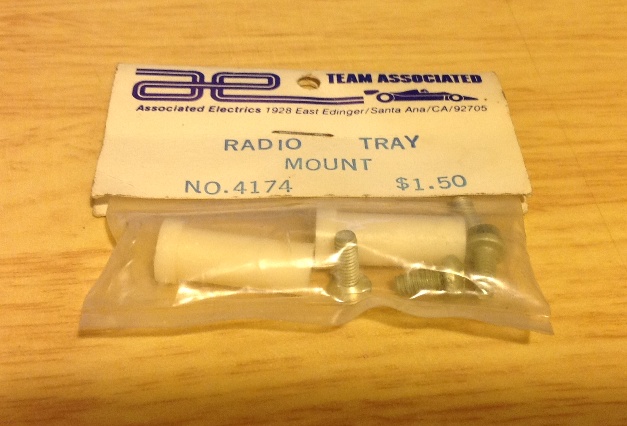 ae TEAM ASSOCIATED
Associated Electrics 1928 East Edinger/Santa Ana/CA/92705
RADIO TRAY
MOUNT
NO.4174 $1.50